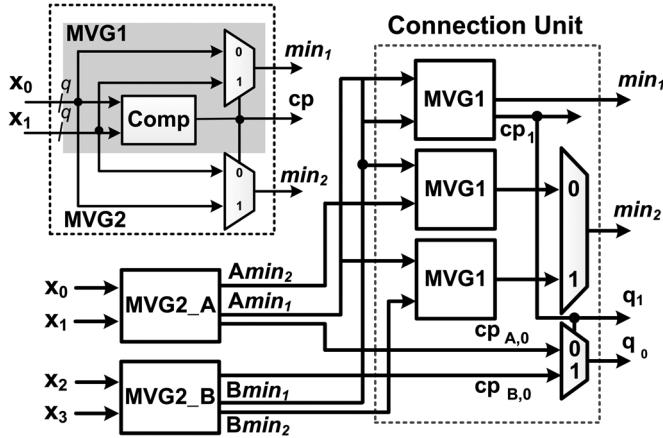 Connection Unit
MVG1
0
1
min1
x0
q
q
x1
Comp
cp
0
1
min2
MVG2
MVG1
min1
cp1
MVG1
0
min2
MVG1
1
x0
x1
MVG2_A
Amin2
Amin1
cpA,0
q1
0
q0
1
x2
x3
MVG2_B
Bmin1
Bmin2
cpB,0